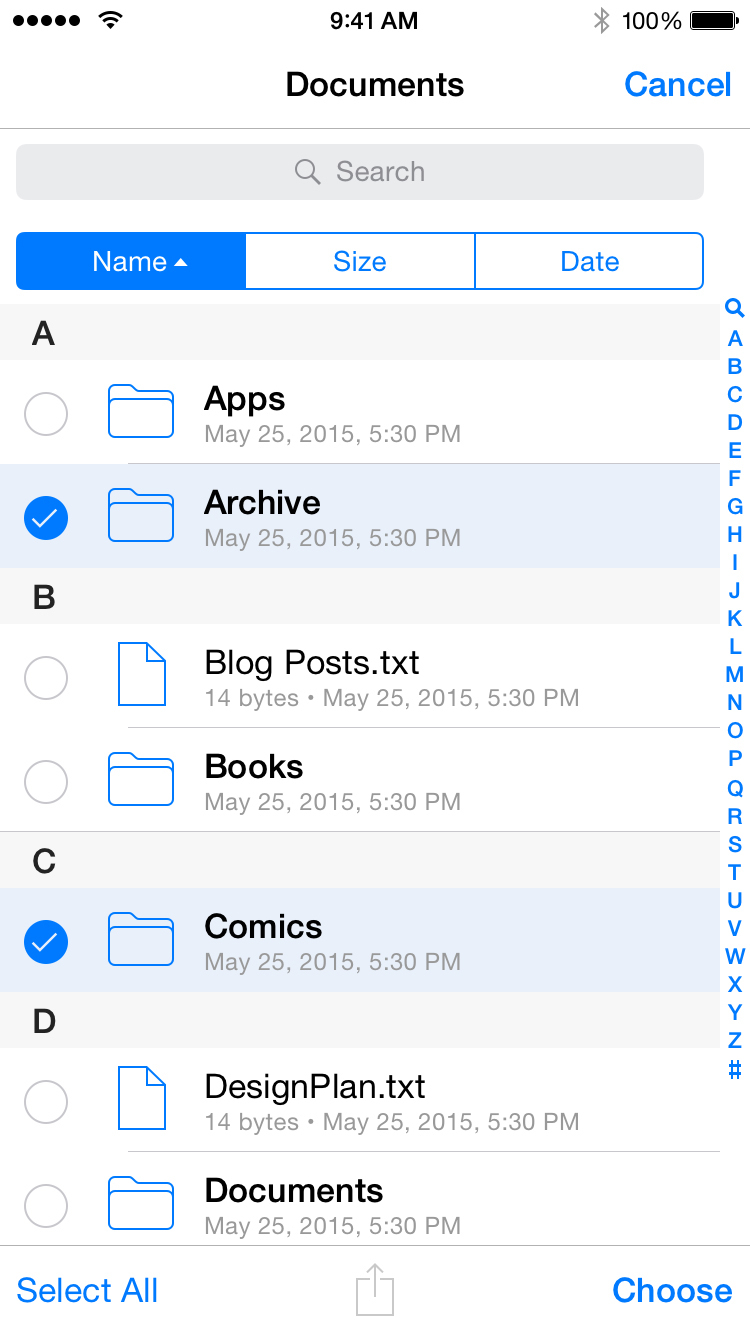 9:41 AM 100%
Documents Cancel
Search
Name Size Date
A
Apps
May 25, 2015, 5:30 PM
Archive
May 25, 2015, 5:30 PM
B
Blog Posts.txt
14 bytes • May 25, 2015, 5:30 PM
Books
May 25, 2015, 5:30 PM
C
Comics
May 25, 2015, 5:30 PM
D
DesignPlan.txt
14 bytes • May 25, 2015, 5:30 PM
Documents
May 25, 2015, 5:30 PM
A
B
C
D
E
F
G
H
I
J
K
L
M
N
O
P
Q
R
S
T
U
V
W
X
Y
Z
#
Select All Choose